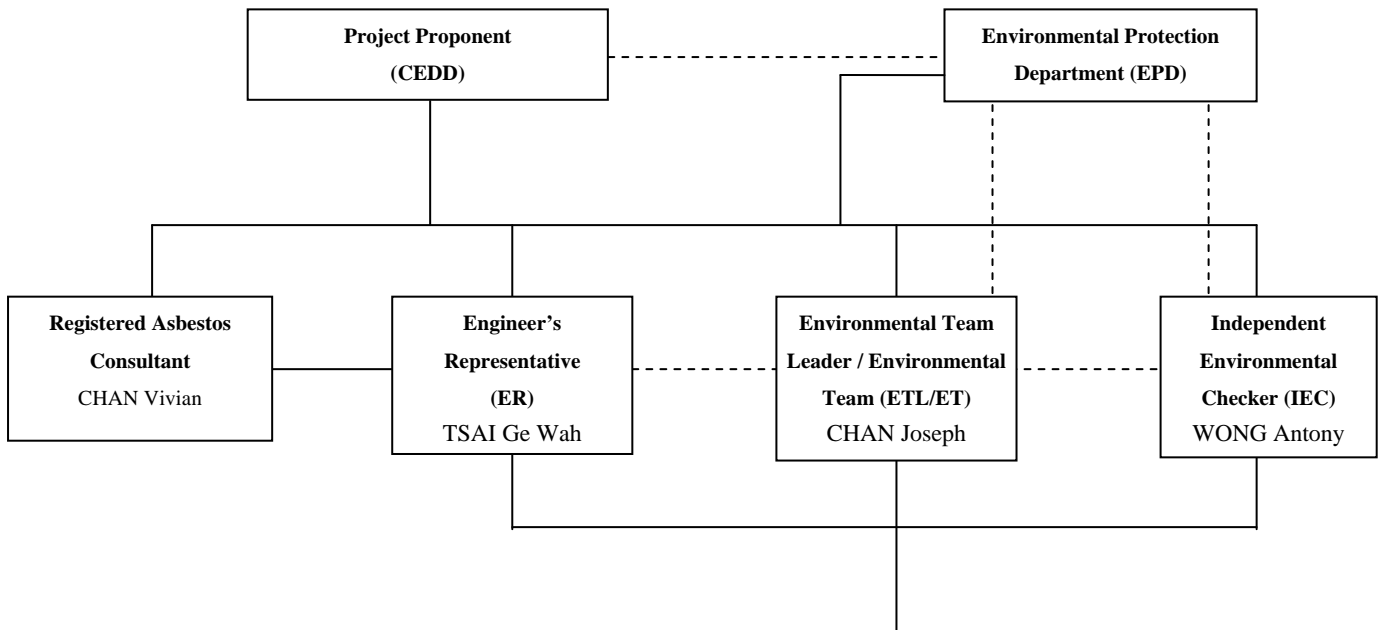 Project Proponent
(CEDD)
Environmental Protection
Department (EPD)
Registered Asbestos
Consultant
CHAN Vivian
Engineer’s
Representative
(ER)
TSAI Ge Wah
Environmental Team
Leader / Environmental
Team (ETL/ET)
CHAN Joseph
Independent
Environmental
Checker (IEC)
WONG Antony